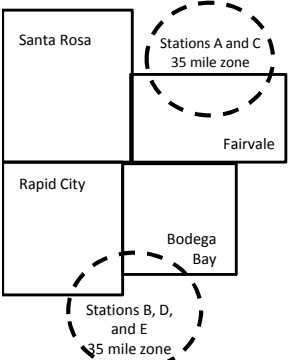 Santa Rosa
Stations A and C
35 mile zone
Fairvale
Rapid City
Bodega
Bay
Stations B, D,
and E
35 mile zone